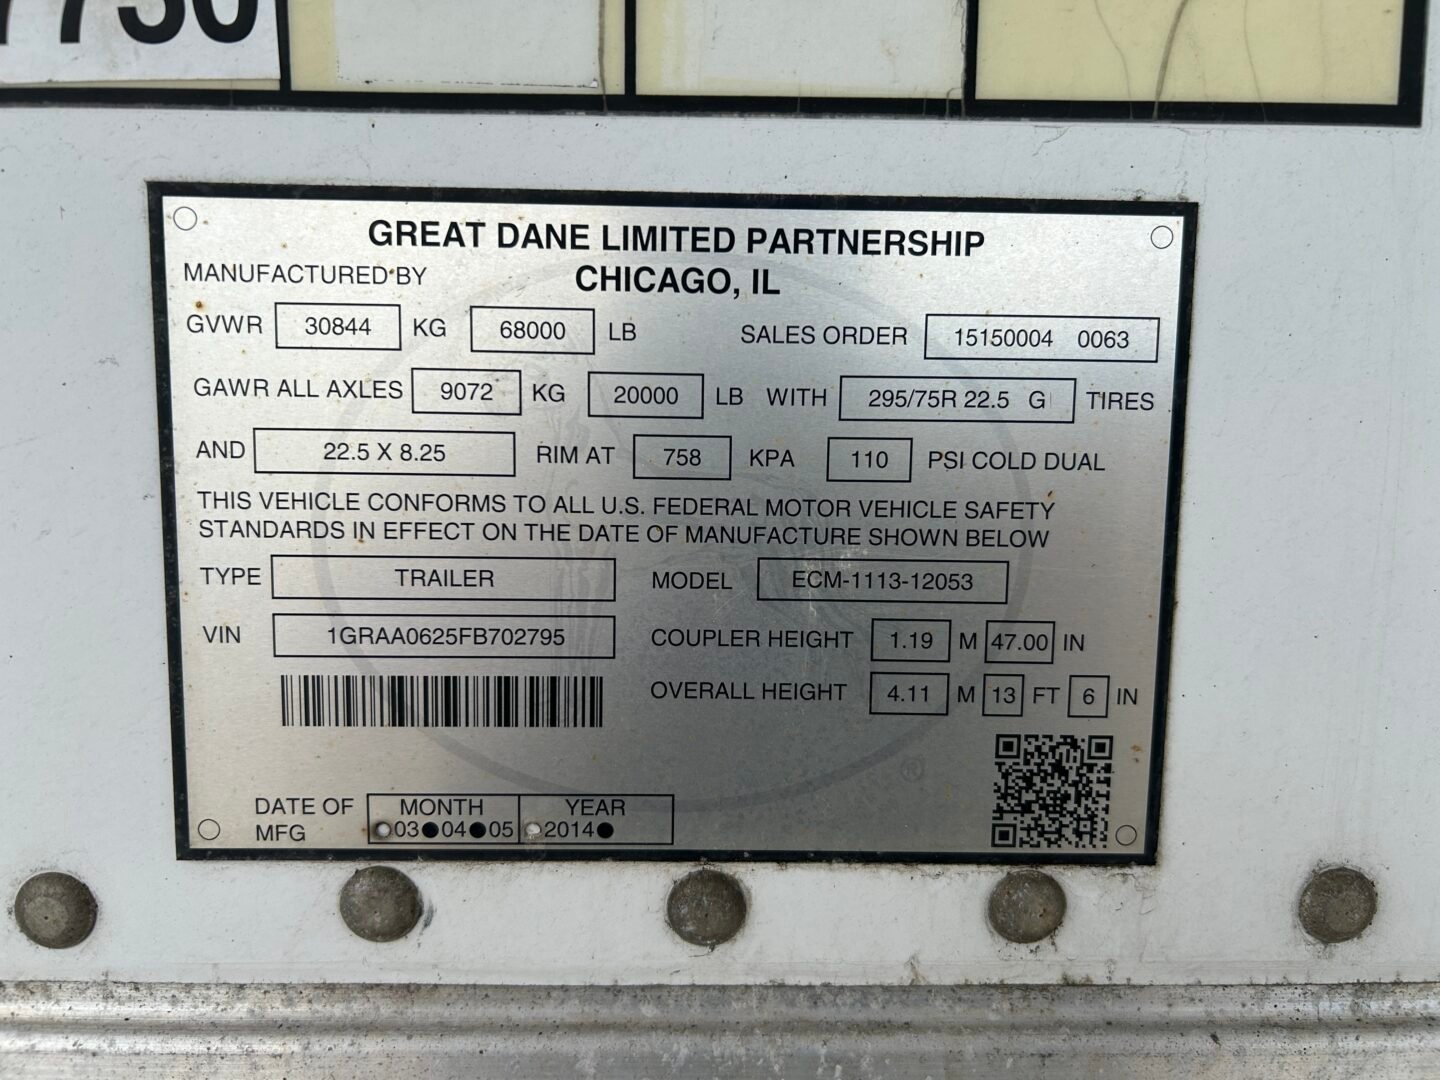 GREAT DANE LIMITED PARTNERSHIP
MANUFACTURED BY CHICAGO, IL
GVWR 30844 KG 68000 LB SALES ORDER 15150004 0063
GAWR ALL AXLES 9072 KG 20000 LB WITH 295/75R 22.5 G TIRES
AND 22.5 X 8.25 RIM AT 758 KPA 110 PSI COLD DUAL
THIS VEHICLE CONFORMS TO ALL U.S. FEDERAL MOTOR VEHICLE SAFETY
STANDARDS IN EFFECT ON THE DATE OF MANUFACTURE SHOWN BELOW
TYPE TRAILER MODEL ECM-1113-12053
VIN 1GRAA0625FB702795 COUPLER HEIGHT 1.19 M 47.00 IN
OVERALL HEIGHT 4.11 M 13 FT 6 IN
®
DATE OF MONTH YEAR
MFG 03 04 05 2014